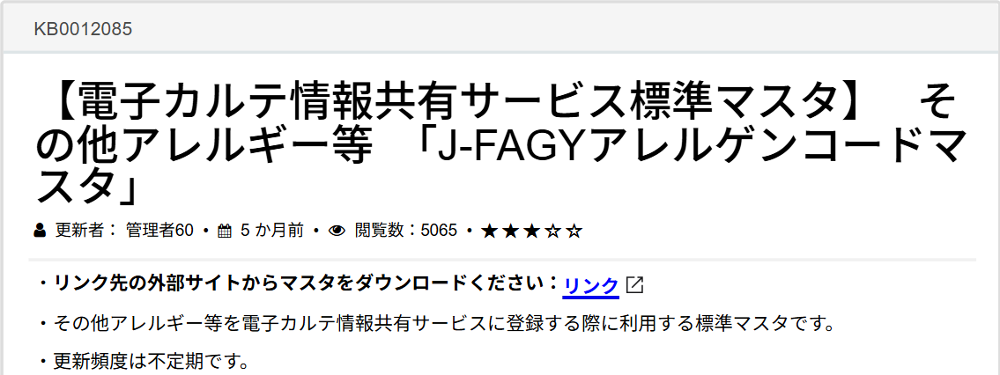 KB0012085
【電子カルテ情報共有サービス標準マスタ】　そ
の他アレルギー等　「J-FAGYアレルゲンコードマ
スタ」
更新者： 管理者60 • 5 か月前 • 閲覧数：5065 • ★★★☆☆
・リンク先の外部サイトからマスタをダウンロードください：リンク
・その他アレルギー等を電子カルテ情報共有サービスに登録する際に利用する標準マスタです。
・更新頻度は不定期です。